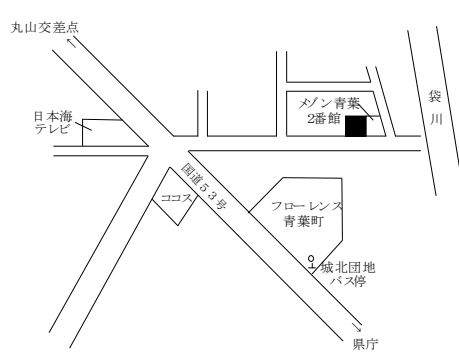 丸山交差点
日本海
テレビ
メゾン青葉
2番館
袋川
国道53号
ココス
フローレンス
青葉町
城北団地
バス停
県庁